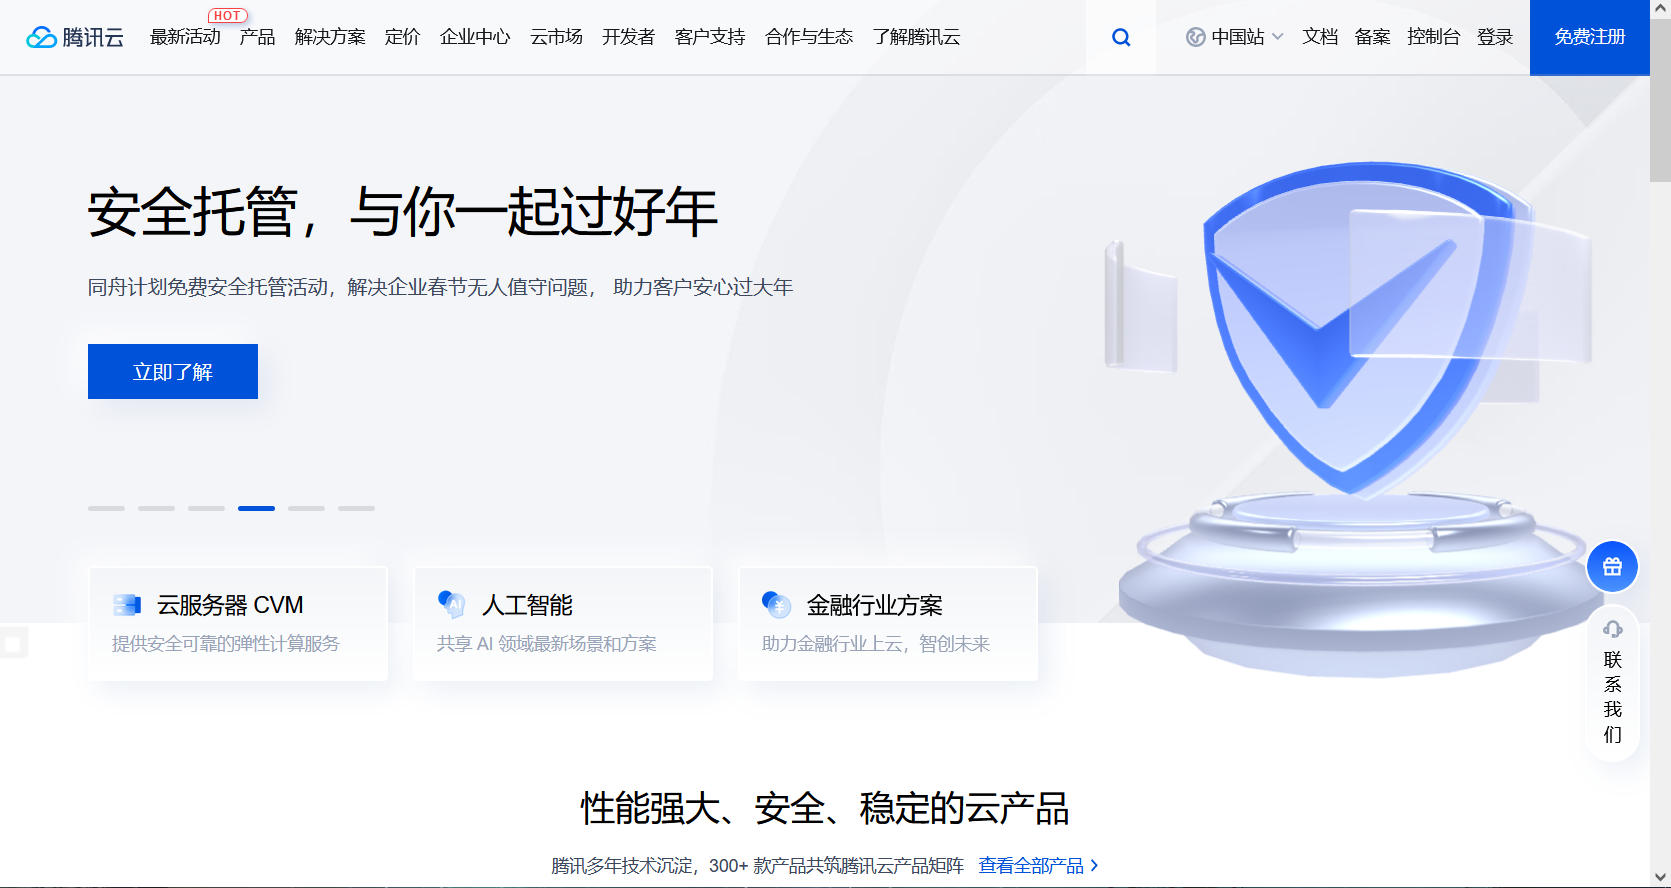 腾讯云 最新活动 HOT 产品 解决方案 定价 企业中心 云市场 开发者 客户支持 合作与生态 了解腾讯云 中国站 文档 备案 控制台 登录 免费注册
安全托管，与你一起过好年
同舟计划免费安全托管活动，解决企业春节无人值守问题， 助力客户安心过大年
立即了解
云服务器 CVM
提供安全可靠的弹性计算服务
AI
人工智能
共享 AI 领域最新场景和方案
¥
金融行业方案
助力金融行业上云，智创未来
联
系
我
们
性能强大、安全、稳定的云产品
腾讯多年技术沉淀，300+ 款产品共筑腾讯云产品矩阵 查看全部产品